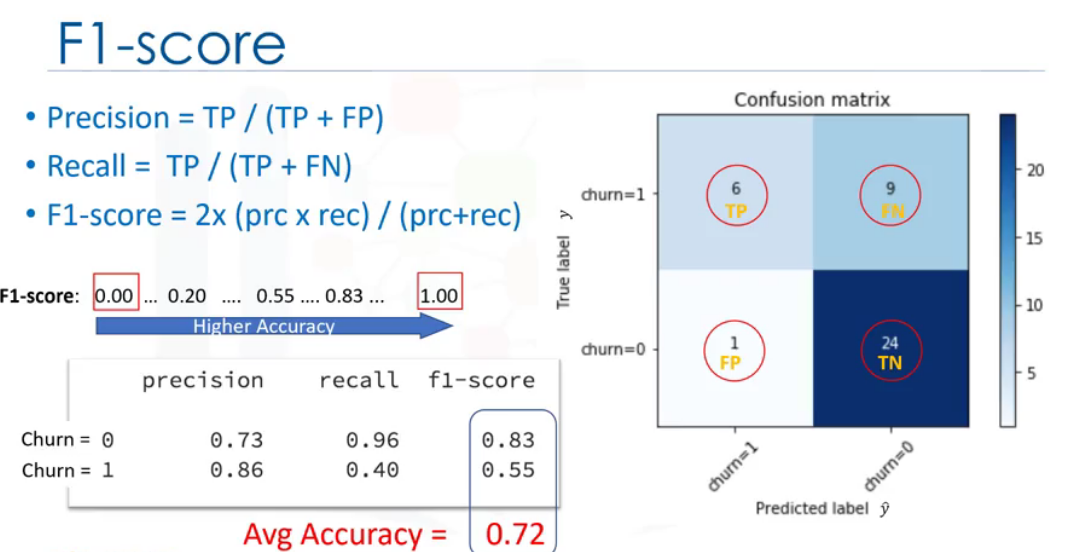 F1-score
• Precision = TP / (TP + FP)
• Recall = TP / (TP + FN)
• F1-score = 2x (prc x rec) / (prc+rec)
F1-score: 0.00 ... 0.20 .... 0.55 .... 0.83 ... 1.00
Higher Accuracy
precision recall f1-score
Churn = 0 0.73 0.96 0.83
Churn = 1 0.86 0.40 0.55
Avg Accuracy = 0.72
Confusion matrix
True label y
churn=1
churn=0
6
TP
9
FN
1
FP
24
TN
churn=1
churn=0
Predicted label ŷ
20
15
10
5